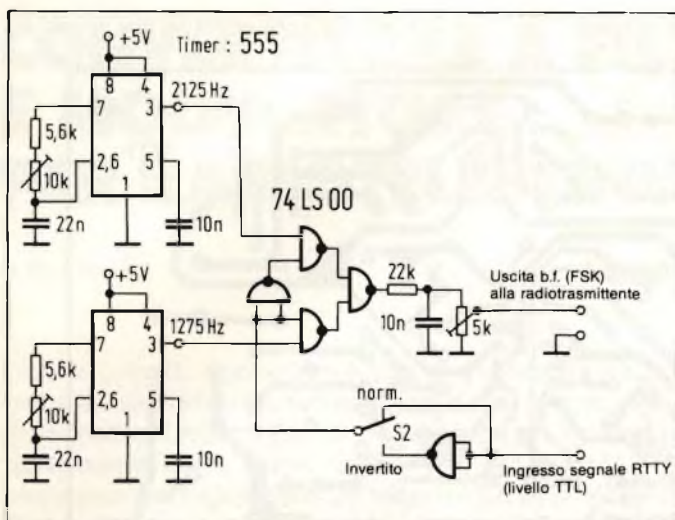 +5V
Timer : 555
8 4
7 3 2125 Hz
5,6k
10k
2,6 5
1
22n
10n
74 LS 00
+5V
8 4
7 3 1275 Hz
5,6k
10k
2,6 5
1
22n
10n
22k
10n
5k
Uscita b.f. (FSK)
alla radiotrasmittente
norm.
S2
Invertito
Ingresso segnale RTTY
(livello TTL)